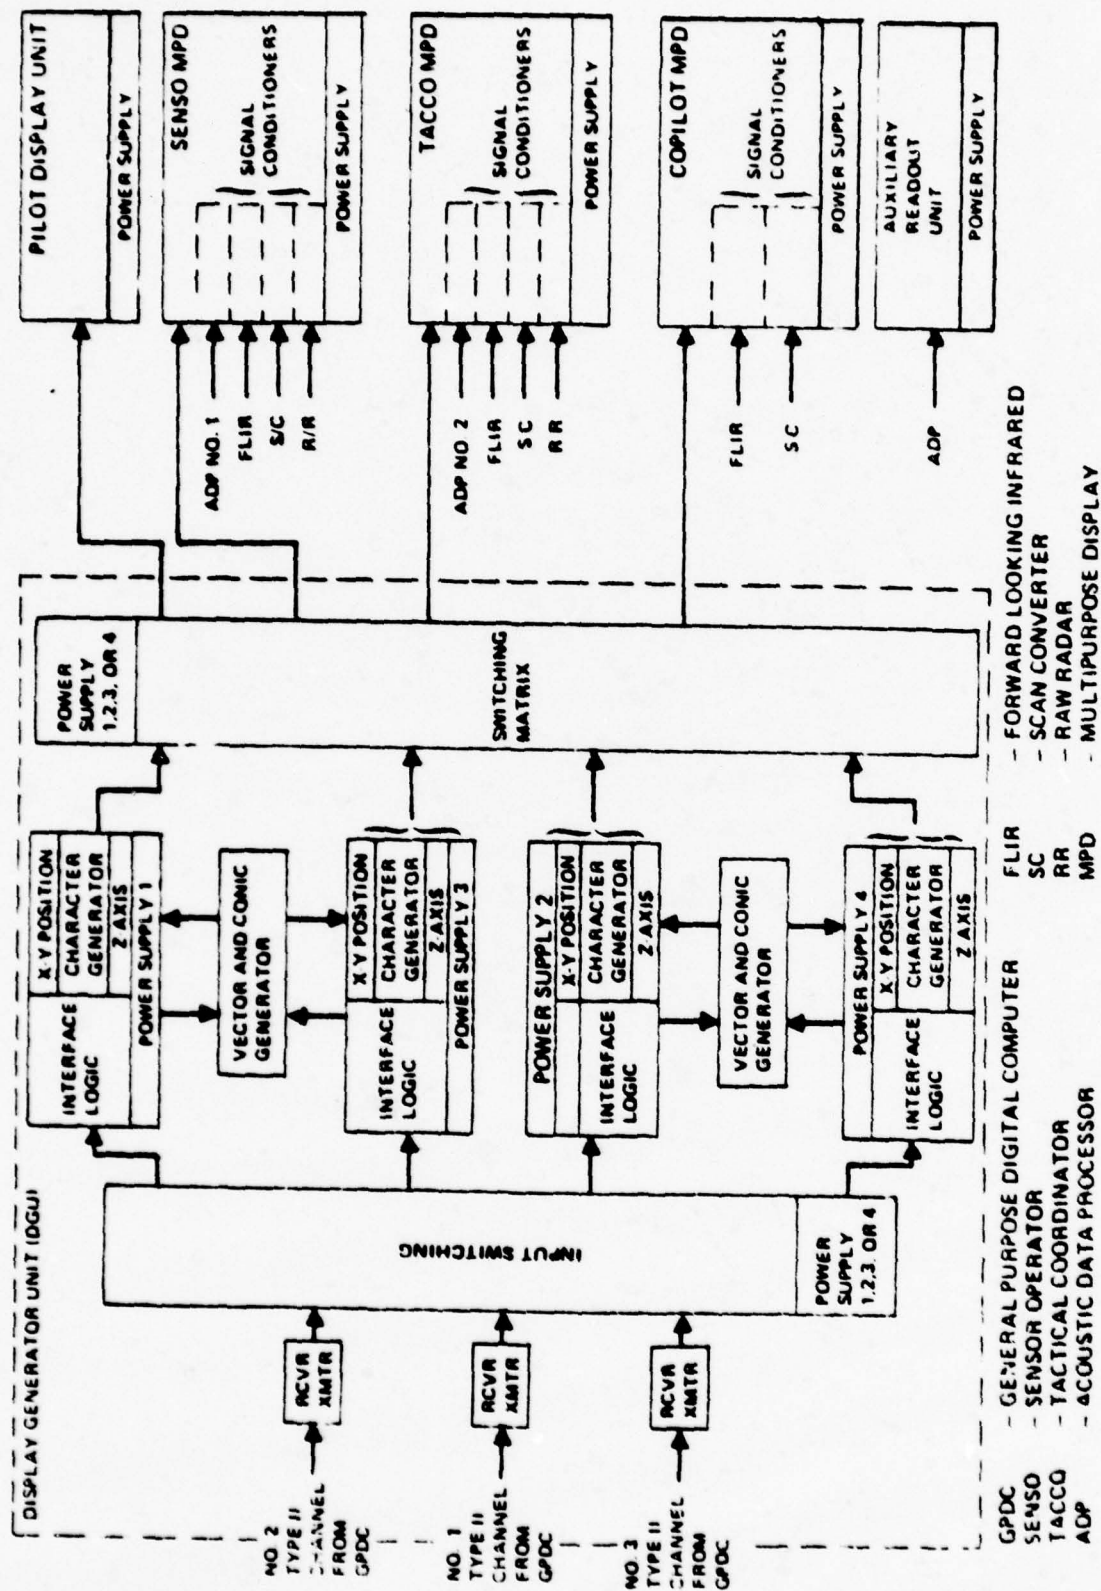 DISPLAY GENERATOR UNIT (DGU)
NO. 2
TYPE II
CHANNEL
FROM
GPDC
NO. 1
TYPE II
CHANNEL
FROM
GPDC
NO. 3
TYPE II
CHANNEL
FROM
GPDC
RCVR
XMTR
RCVR
XMTR
RCVR
XMTR
INPUT SWITCHING
POWER
SUPPLY
1,2,3, OR 4
INTERFACE
LOGIC
X-Y POSITION
CHARACTER
GENERATOR
Z AXIS
POWER SUPPLY 1
VECTOR AND CONIC
GENERATOR
INTERFACE
LOGIC
X-Y POSITION
CHARACTER
GENERATOR
Z-AXIS
POWER SUPPLY 3
POWER SUPPLY 2
INTERFACE
LOGIC
X-Y POSITION
CHARACTER
GENERATOR
Z-AXIS
VECTOR AND CONIC
GENERATOR
POWER SUPPLY 4
INTERFACE
LOGIC
X-Y POSITION
CHARACTER
GENERATOR
Z AXIS
POWER
SUPPLY
1,2,3, OR 4
SWITCHING
MATRIX
PILOT DISPLAY UNIT
POWER SUPPLY
ADP NO. 1
FLIR
S/C
R/R
SENSO MPD
SIGNAL
CONDITIONERS
POWER SUPPLY
ADP NO 2
FLIR
S C
R R
TACCO MPD
SIGNAL
CONDITIONERS
POWER SUPPLY
FLIR
S C
COPILOT MPD
SIGNAL
CONDITIONERS
POWER SUPPLY
ADP
AUXILIARY
READOUT
UNIT
POWER SUPPLY
GPDC - GENERAL PURPOSE DIGITAL COMPUTER
SENSO - SENSOR OPERATOR
TACCO - TACTICAL COORDINATOR
ADP - ACOUSTIC DATA PROCESSOR
FLIR - FORWARD LOOKING INFRARED
SC - SCAN CONVERTER
RR - RAW RADAR
MPD - MULTIPURPOSE DISPLAY